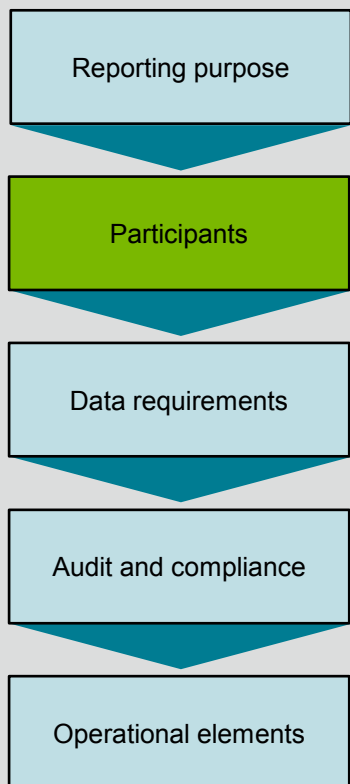 Reporting purpose
Participants
Data requirements
Audit and compliance
Operational elements